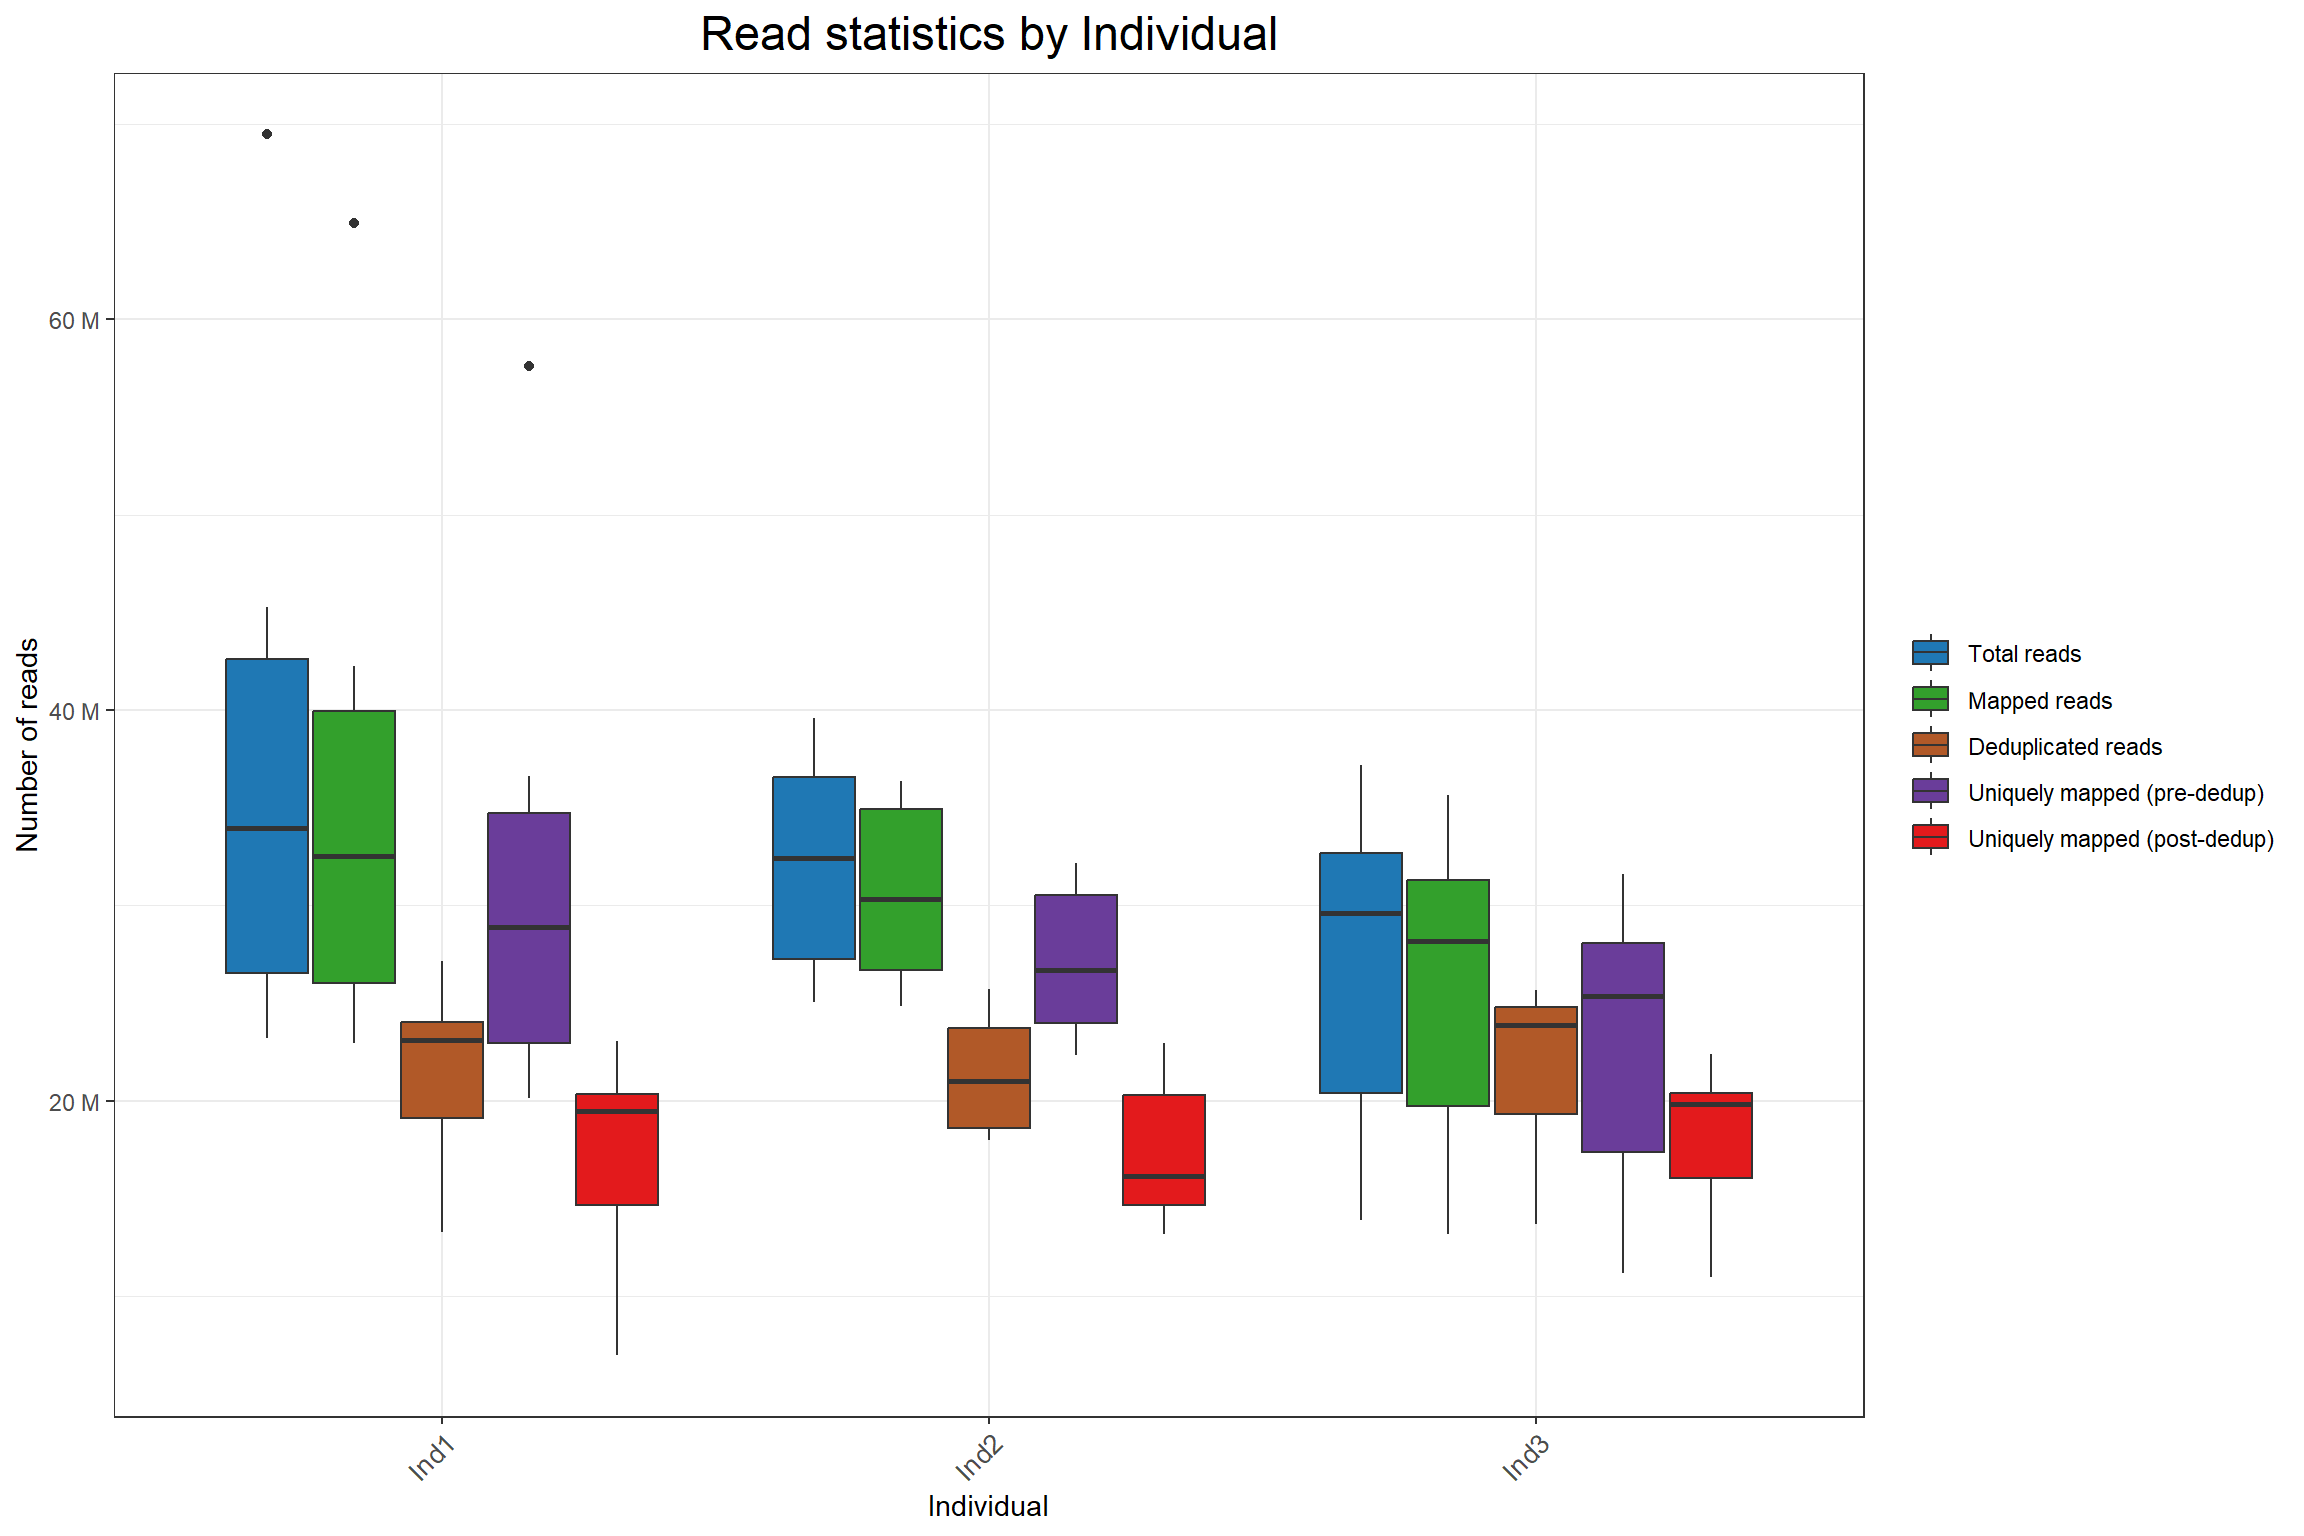 Read statistics by Individual
Number of reads
60 M
40 M
20 M
Ind1
Ind2
Ind3
Individual
Total reads
Mapped reads
Deduplicated reads
Uniquely mapped (pre-dedup)
Uniquely mapped (post-dedup)